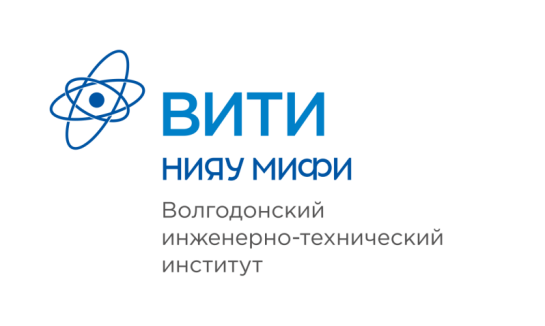 ВИТИ
НИЯУ МИФИ
Волгодонский
инженерно-технический
институт